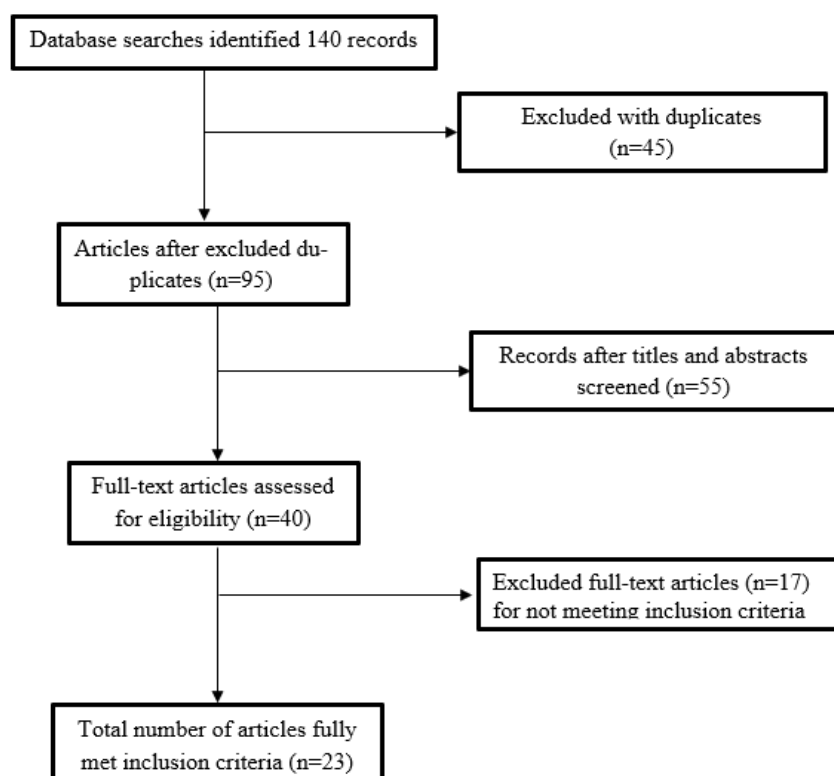 Database searches identified 140 records
Excluded with duplicates
(n=45)
Articles after excluded du-
plicates (n=95)
Records after titles and abstracts
screened (n=55)
Full-text articles assessed
for eligibility (n=40)
Excluded full-text articles (n=17)
for not meeting inclusion criteria
Total number of articles fully
met inclusion criteria (n=23)